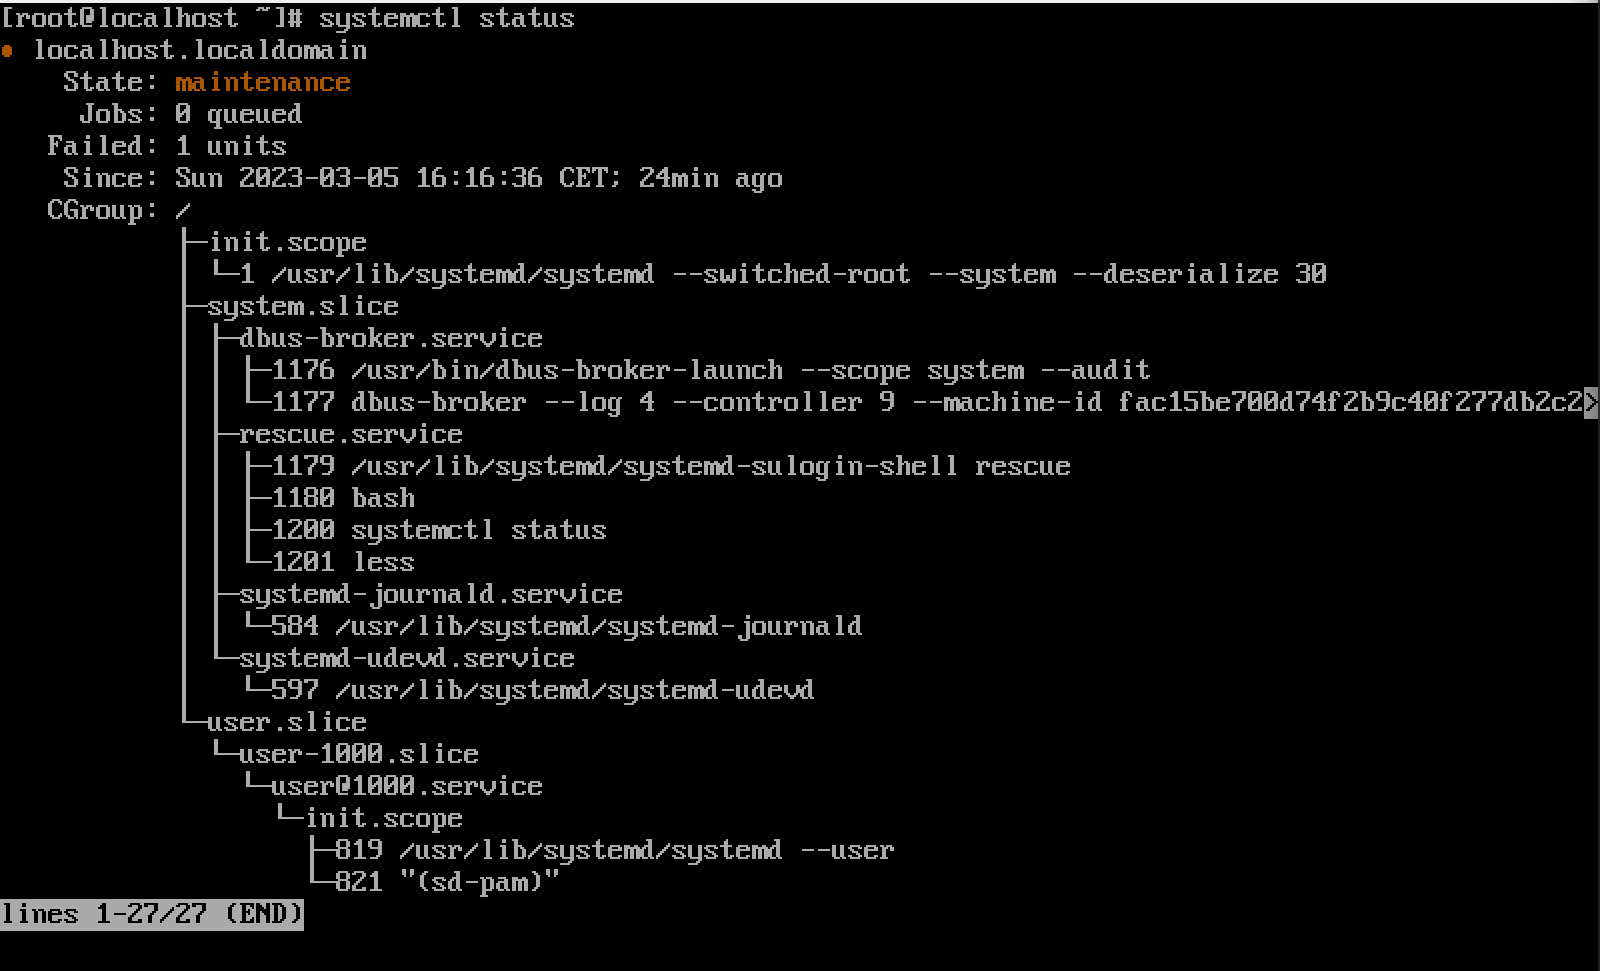 [root@localhost ~]# systemctl status
● localhost.localdomain
    State: maintenance
     Jobs: 0 queued
   Failed: 1 units
    Since: Sun 2023-03-05 16:16:36 CET; 24min ago
   CGroup: /
           ├─init.scope
           │ └─1 /usr/lib/systemd/systemd --switched-root --system --deserialize 30
           ├─system.slice
           │ ├─dbus-broker.service
           │ │ ├─1176 /usr/bin/dbus-broker-launch --scope system --audit
           │ │ └─1177 dbus-broker --log 4 --controller 9 --machine-id fac15be700d74f2b9c40f277db2c2>
           │ ├─rescue.service
           │ │ ├─1179 /usr/lib/systemd/systemd-sulogin-shell rescue
           │ │ ├─1180 bash
           │ │ ├─1200 systemctl status
           │ │ └─1201 less
           │ ├─systemd-journald.service
           │ │ └─584 /usr/lib/systemd/systemd-journald
           │ └─systemd-udevd.service
           │   └─597 /usr/lib/systemd/systemd-udevd
           └─user.slice
             └─user-1000.slice
               └─user@1000.service
                 └─init.scope
                   ├─819 /usr/lib/systemd/systemd --user
                   └─821 "(sd-pam)"
lines 1-27/27 (END)